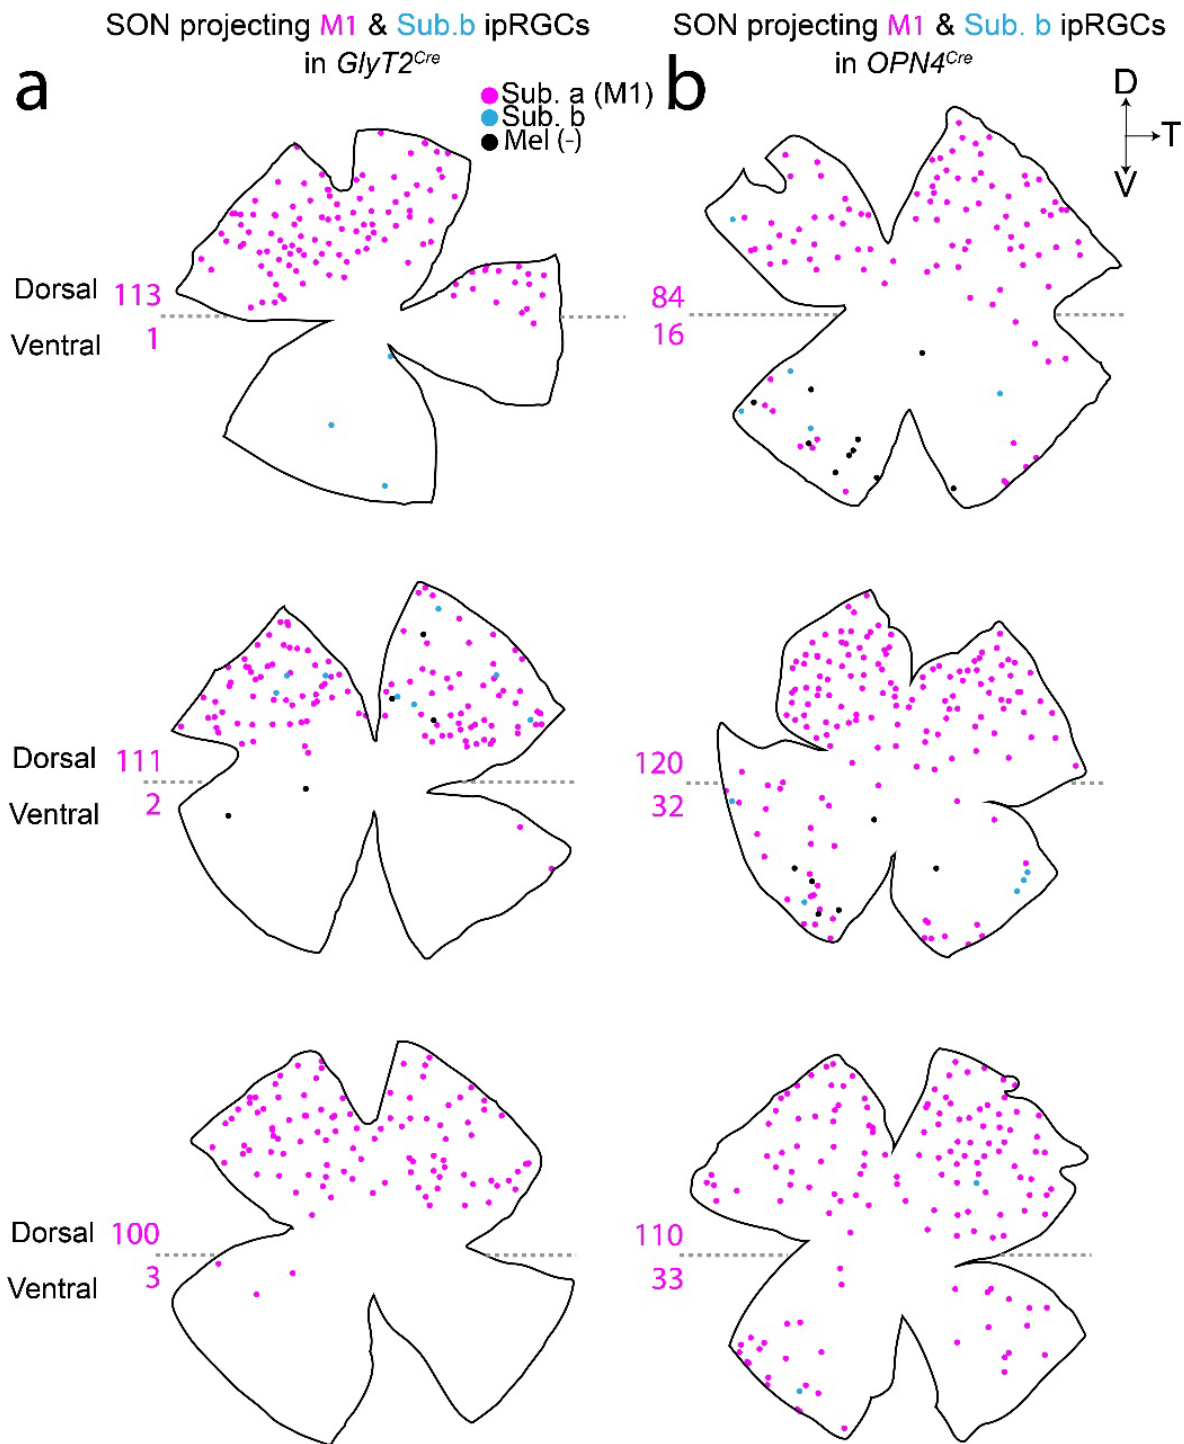 SON projecting M1 & Sub.b ipRGCs
in GlyT2Cre
SON projecting M1 & Sub. b ipRGCs
in OPN4Cre
a
Sub. a (M1)
Sub. b
Mel (-)
b
D
T
V
Dorsal 113
Ventral 1
84
16
Dorsal 111
Ventral 2
120
32
Dorsal 100
Ventral 3
110
33